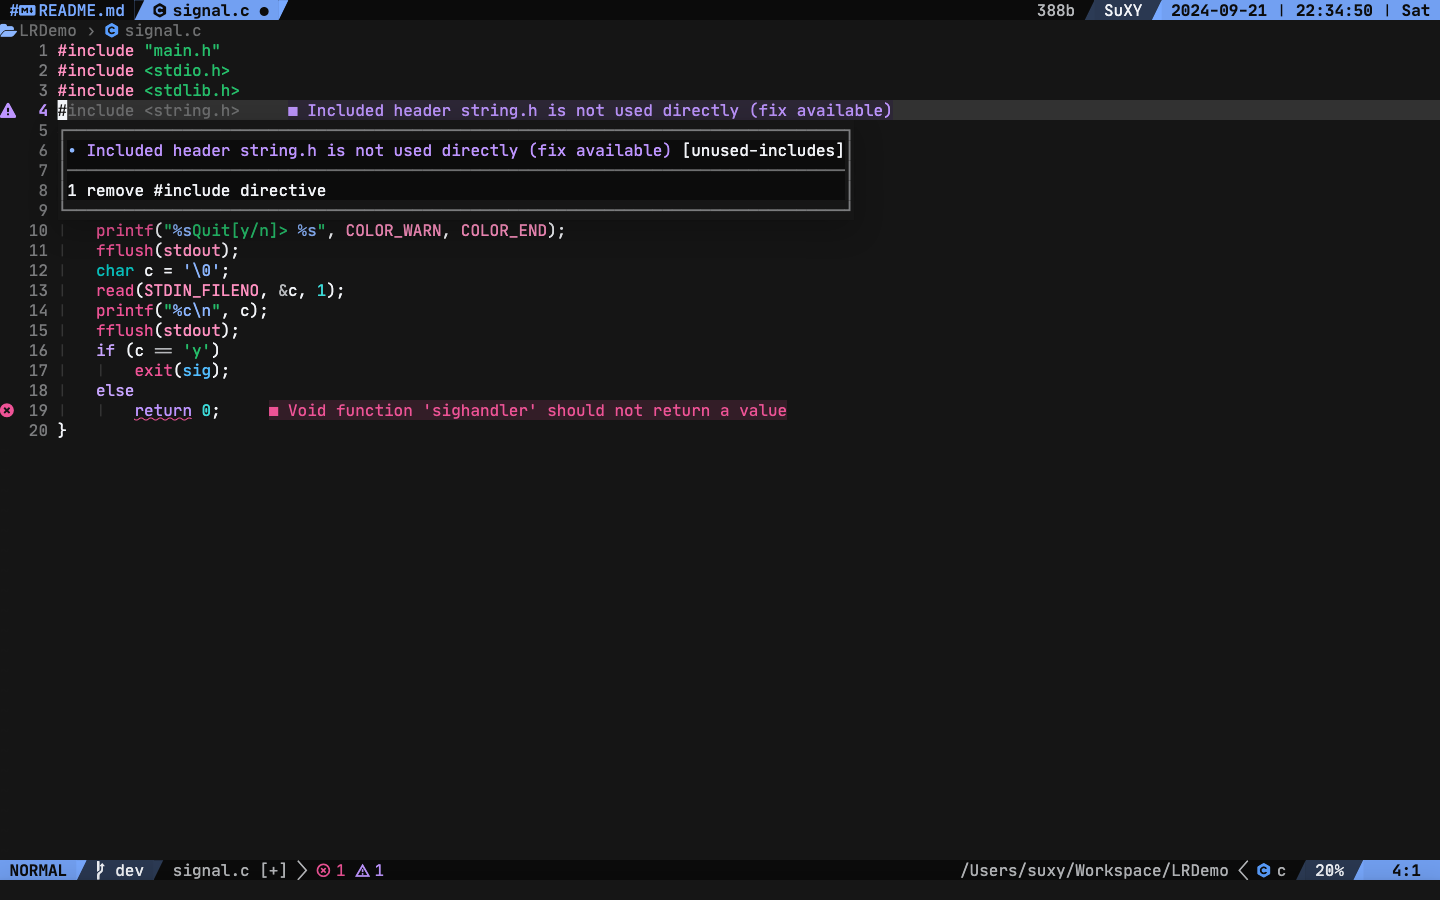 #README.md signal.c ● 388b SuXY 2024-09-21 | 22:34:50 | Sat
LRDemo › signal.c
1 #include "main.h"
2 #include <stdio.h>
3 #include <stdlib.h>
4 #include <string.h> ■ Included header string.h is not used directly (fix available)
5
6 • Included header string.h is not used directly (fix available) [unused-includes]
7
8 1 remove #include directive
9
10 printf("%sQuit[y/n]> %s", COLOR_WARN, COLOR_END);
11 fflush(stdout);
12 char c = '\0';
13 read(STDIN_FILENO, &c, 1);
14 printf("%c\n", c);
15 fflush(stdout);
16 if (c == 'y')
17 exit(sig);
18 else
19 return 0; ■ Void function 'sighandler' should not return a value
20 }
NORMAL dev signal.c [+] 1 1 /Users/suxy/Workspace/LRDemo c 20% 4:1